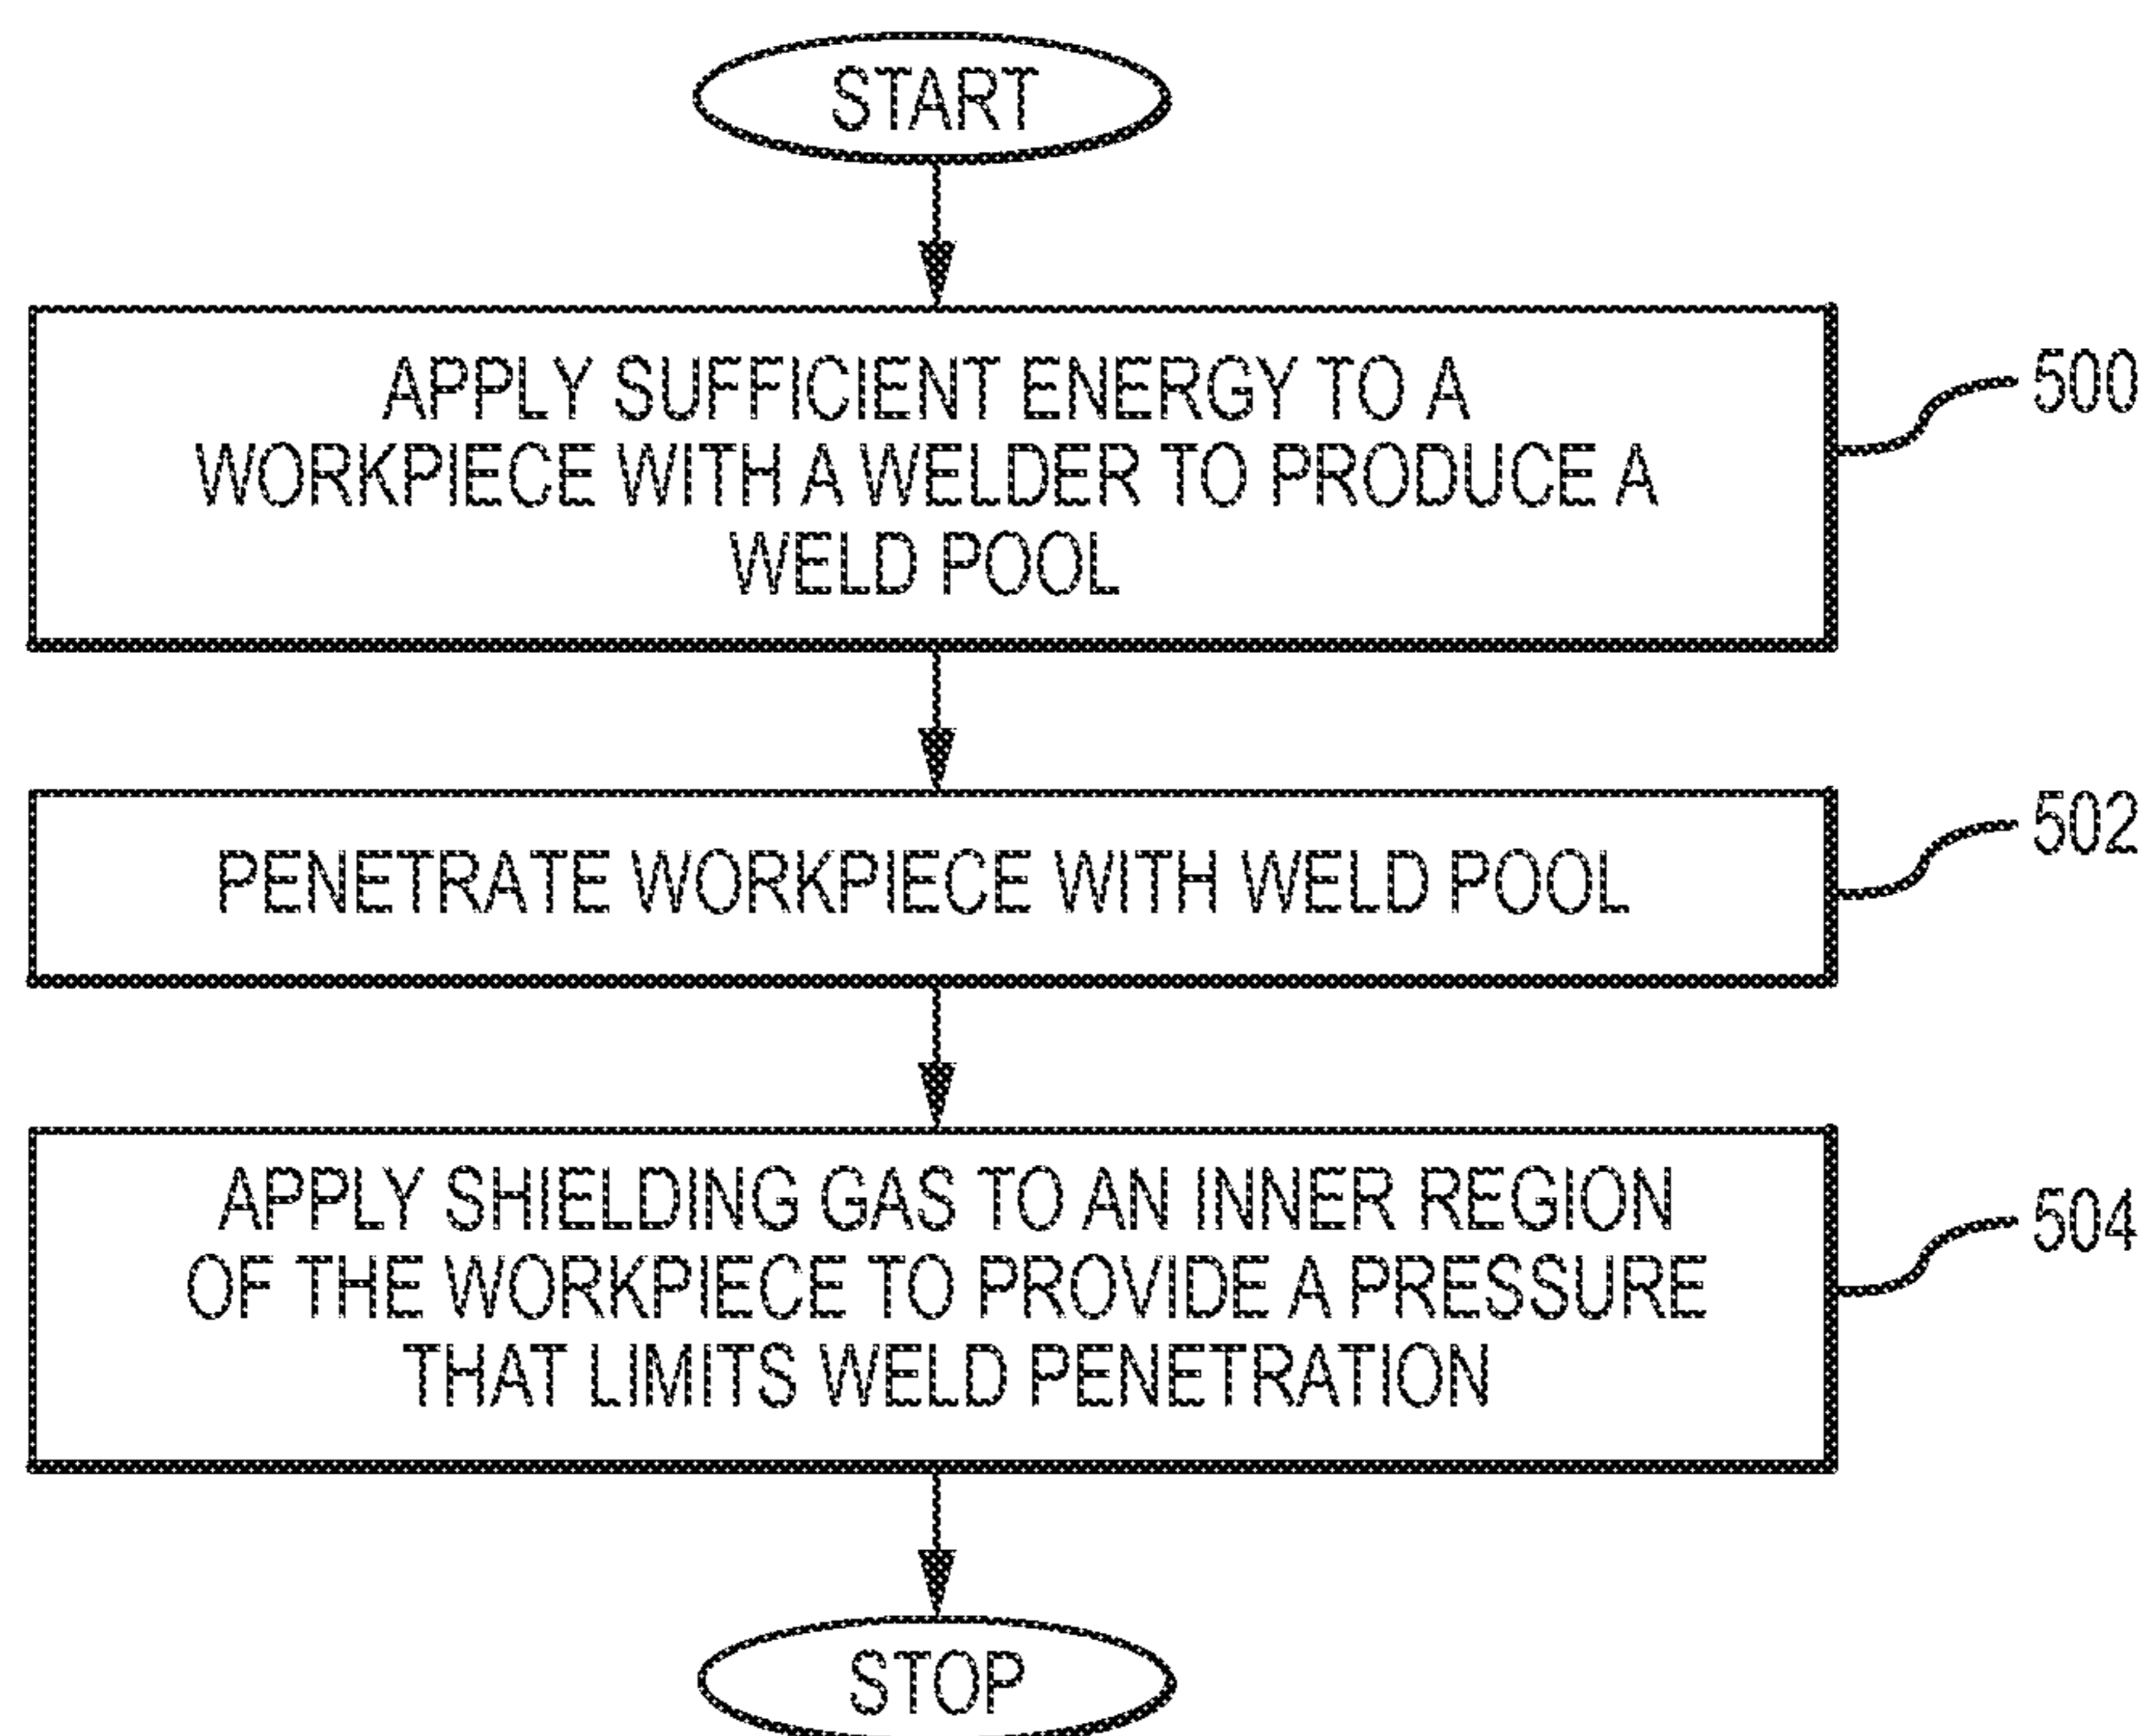 START
APPLY SUFFICIENT ENERGY TO A
WORKPIECE WITH A WELDER TO PRODUCE A
WELD POOL
500
PENETRATE WORKPIECE WITH WELD POOL
502
APPLY SHIELDING GAS TO AN INNER REGION
OF THE WORKPIECE TO PROVIDE A PRESSURE
THAT LIMITS WELD PENETRATION
504
STOP